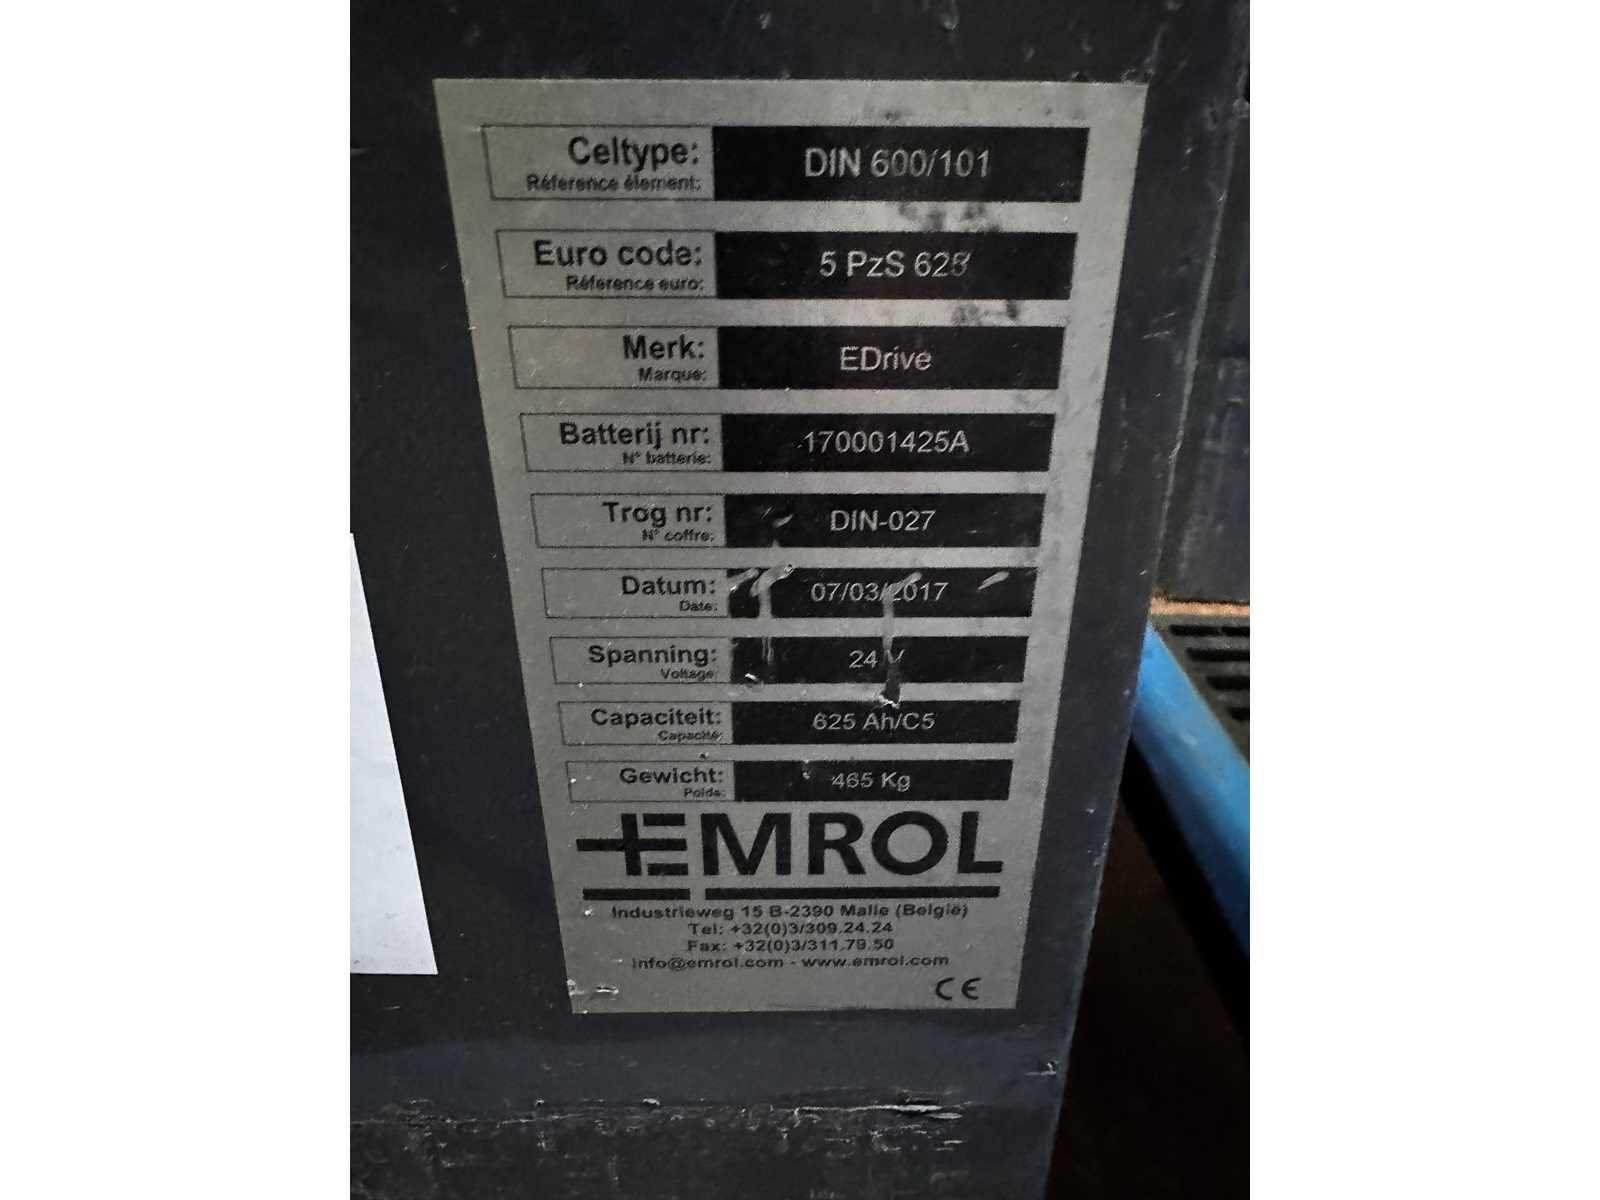 Celtype: DIN 600/101
Réference élement:
Euro code: 5 PzS 625
Réference euro:
Merk: EDrive
Marque:
Batterij nr: 170001425A
N° batterie:
Trog nr: DIN-027
N° coffre:
Datum: 07/03/2017
Date:
Spanning: 24 V
Voltage:
Capaciteit: 625 Ah/C5
Capacité:
Gewicht: 465 Kg
Poids:
EMROL
Industrieweg 15 B-2390 Malle (België)
Tel: +32(0)3/309.24.24
Fax: +32(0)3/311.79.50
info@emrol.com - www.emrol.com
CE